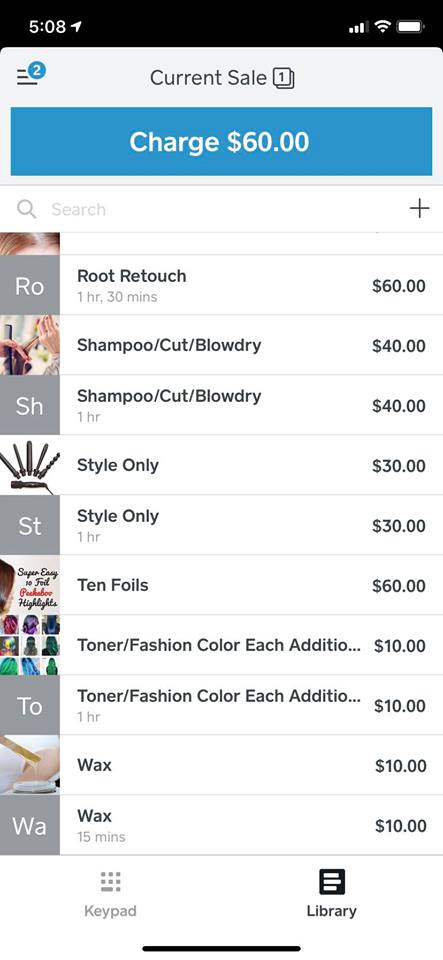 5:08
2
Current Sale 1
Charge $60.00
Search
Ro
Root Retouch
1 hr, 30 mins
$60.00
Shampoo/Cut/Blowdry
$40.00
Sh
Shampoo/Cut/Blowdry
1 hr
$40.00
Style Only
$30.00
St
Style Only
1 hr
$30.00
Super Easy
10 Foil
Peekaboo
Highlights
Ten Foils
$60.00
Toner/Fashion Color Each Additio...
$10.00
To
Toner/Fashion Color Each Additio...
1 hr
$10.00
Wax
$10.00
Wa
Wax
15 mins
$10.00
Keypad
Library